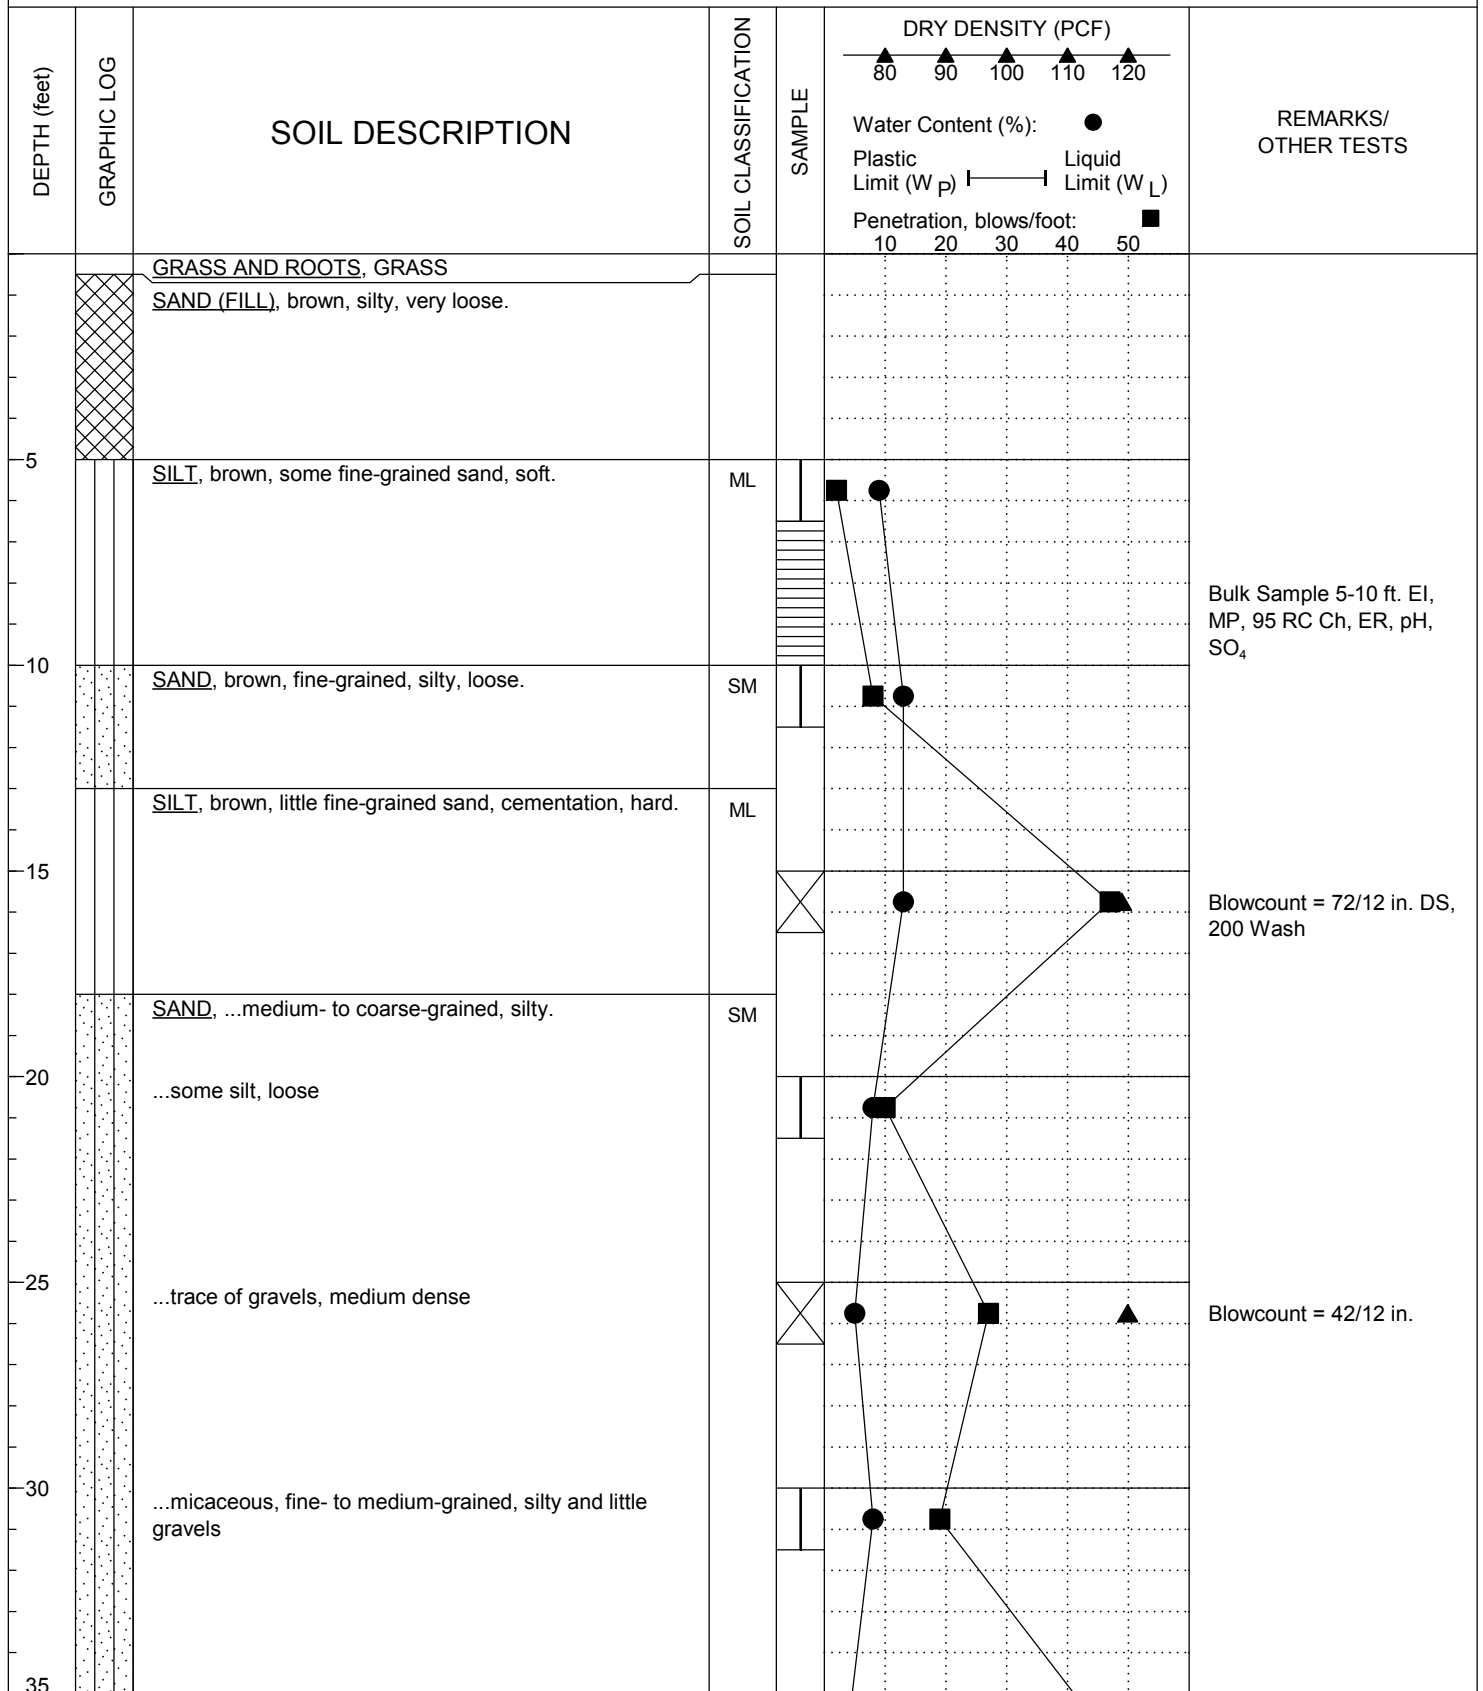 DEPTH (feet)
GRAPHIC LOG
SOIL DESCRIPTION
SOIL CLASSIFICATION
SAMPLE
DRY DENSITY (PCF)
80 90 100 110 120
Water Content (%):
Plastic Limit (W P)
Liquid Limit (W L)
Penetration, blows/foot:
10 20 30 40 50
REMARKS/
OTHER TESTS
GRASS AND ROOTS, GRASS
SAND (FILL), brown, silty, very loose.
5
SILT, brown, some fine-grained sand, soft.
ML
Bulk Sample 5-10 ft. EI,
MP, 95 RC Ch, ER, pH,
SO₄
10
SAND, brown, fine-grained, silty, loose.
SM
SILT, brown, little fine-grained sand, cementation, hard.
ML
15
Blowcount = 72/12 in. DS,
200 Wash
SAND, ...medium- to coarse-grained, silty.
SM
20
...some silt, loose
25
...trace of gravels, medium dense
Blowcount = 42/12 in.
30
...micaceous, fine- to medium-grained, silty and little
gravels
35